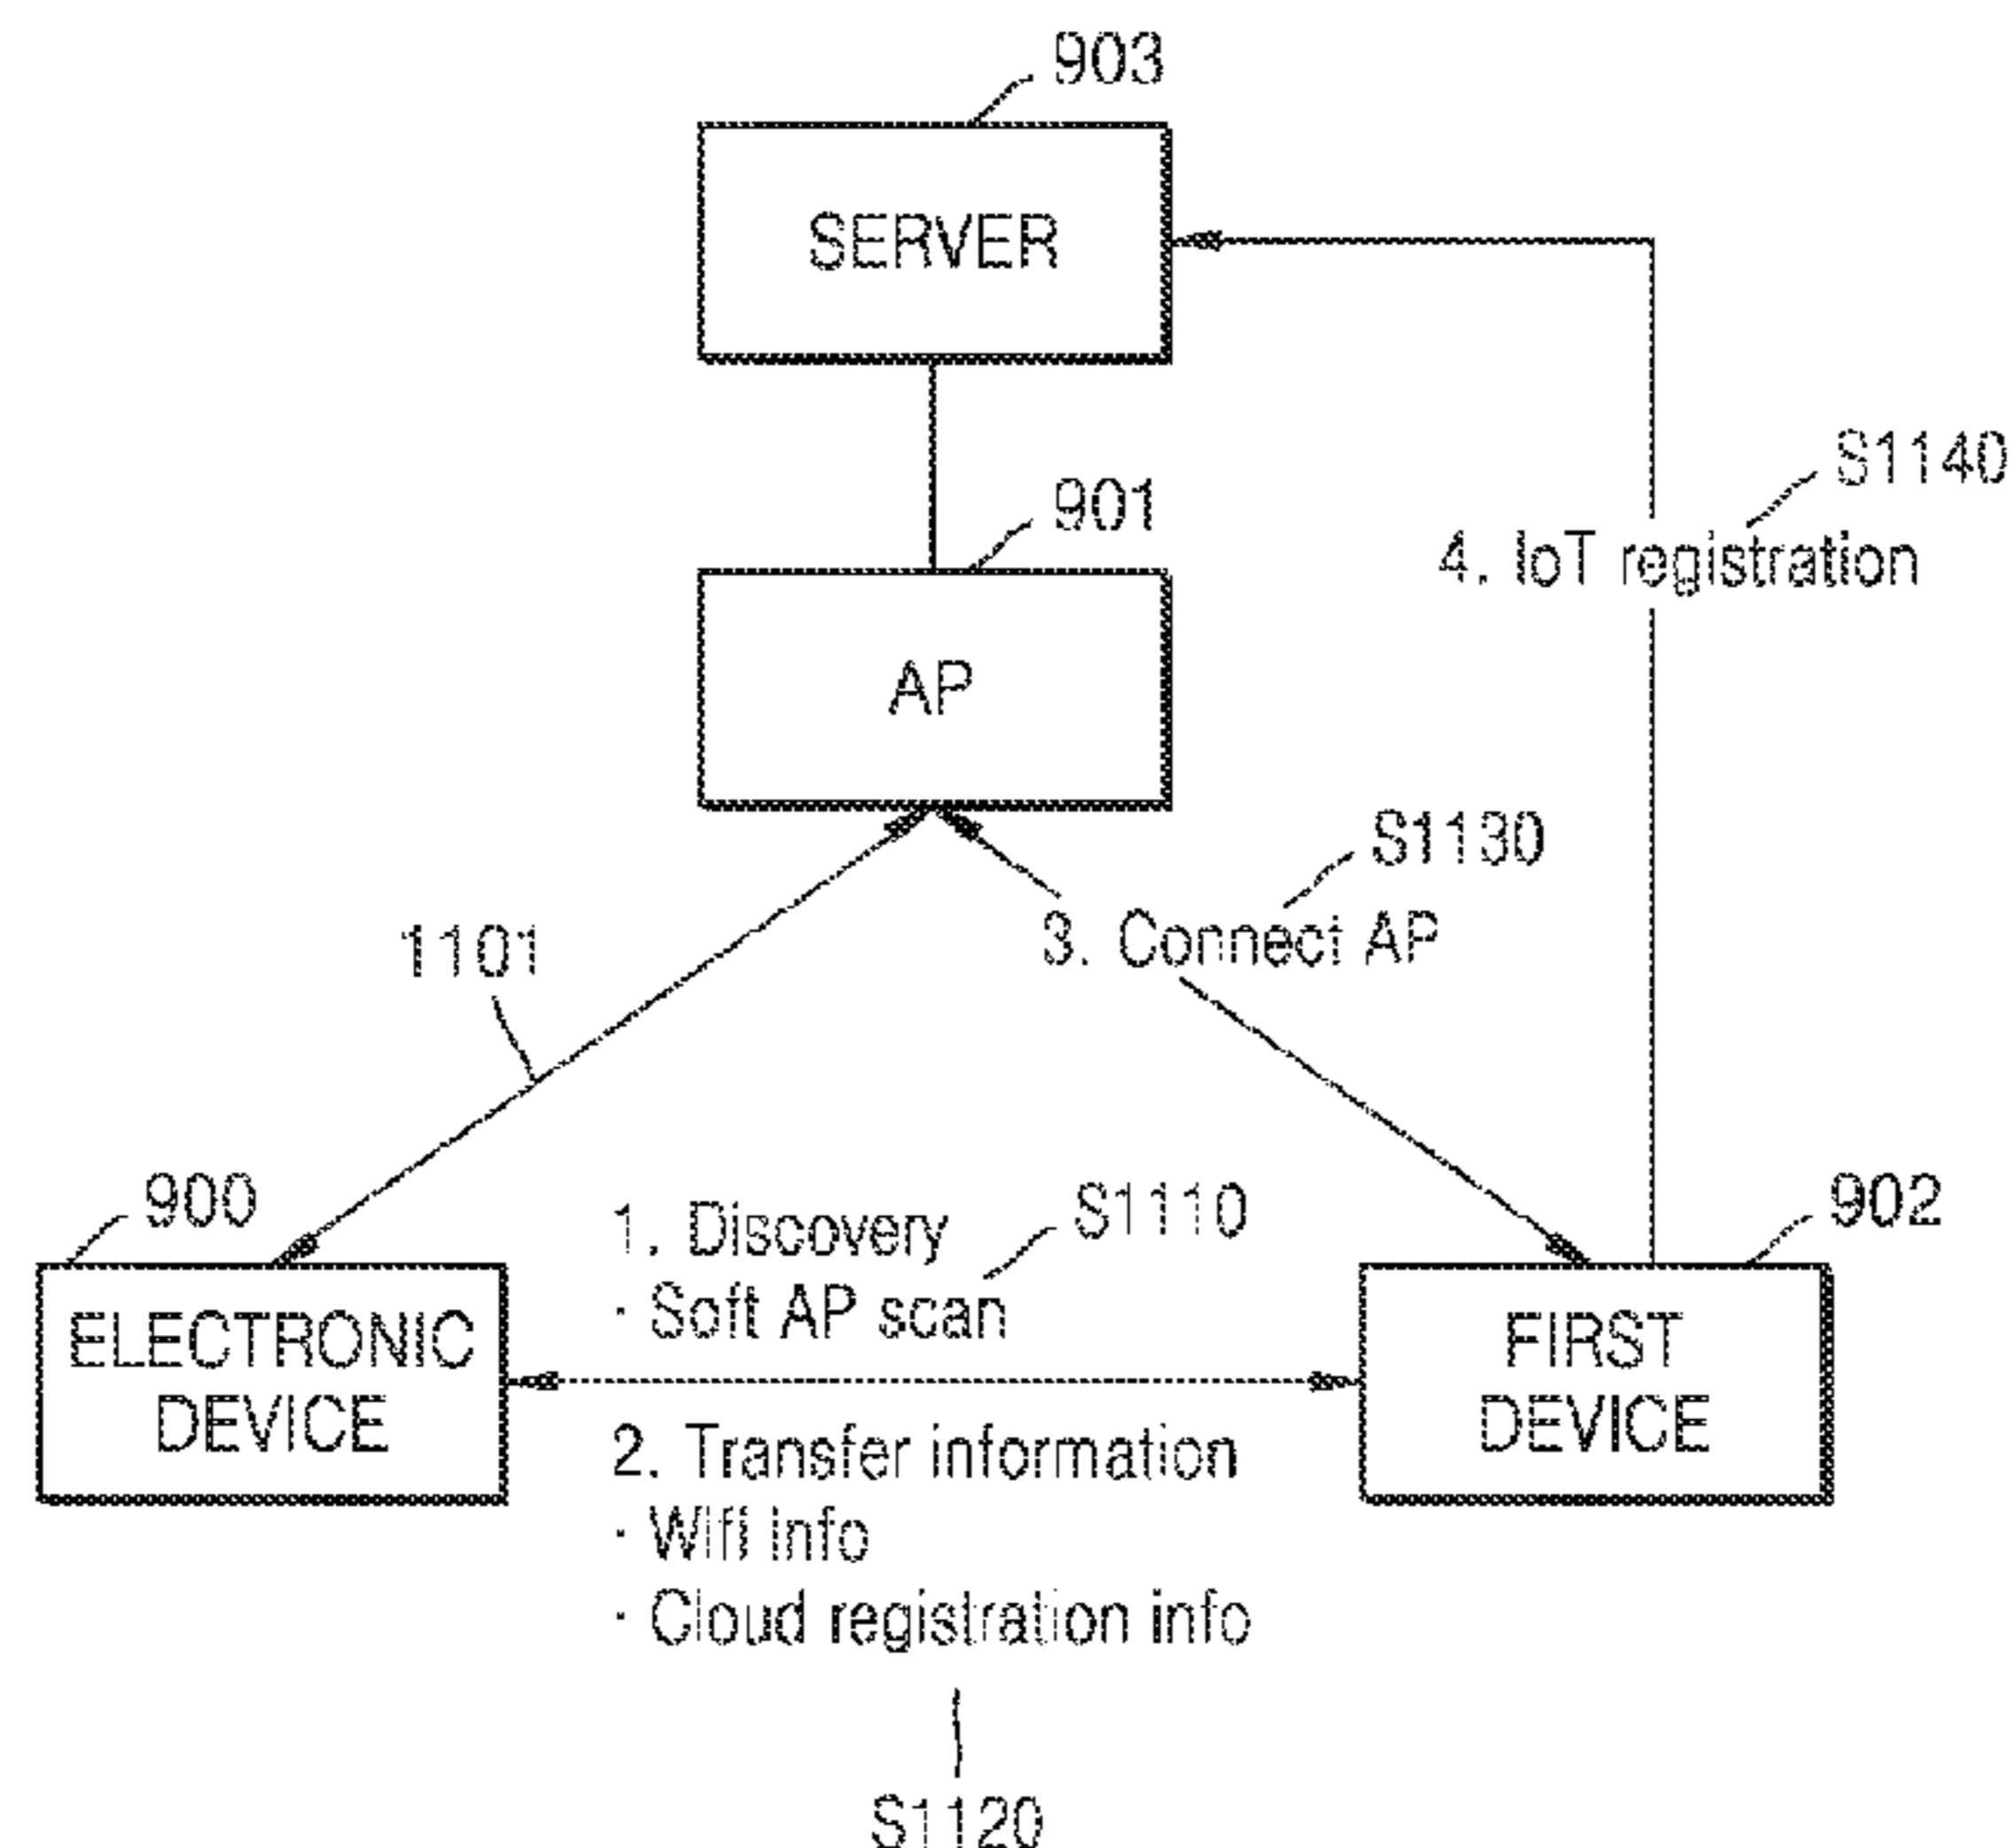 903
SERVER
S1140
4. IoT registration
901
AP
S1130
3. Connect AP
1101
900
1. Discovery
· Soft AP scan
S1110
902
ELECTRONIC
DEVICE
FIRST
DEVICE
2. Transfer information
· Wifi info
· Cloud registration info
S1120